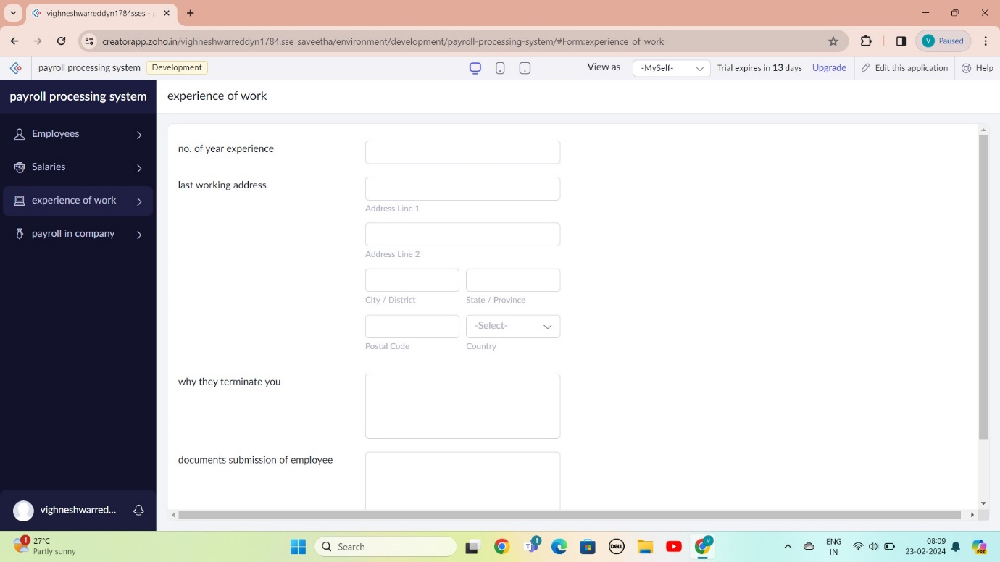 vighneshwarreddyn1784sses - 
creatorapp.zoho.in/vighneshwarreddyn1784.sse_saveetha/environment/development/payroll-processing-system/#Form:experience_of_work
V Paused
payroll processing system Development View as -MySelf- Trial expires in 13 days Upgrade Edit this application Help
payroll processing system
experience of work
Employees
Salaries
experience of work
payroll in company
no. of year experience
last working address
Address Line 1
Address Line 2
City / District State / Province
-Select-
Postal Code Country
why they terminate you
documents submission of employee
vighneshwarred...
1
27°C
Partly sunny
Search
DELL
T
1
V
ENG
IN
08:09
23-02-2024
PRE